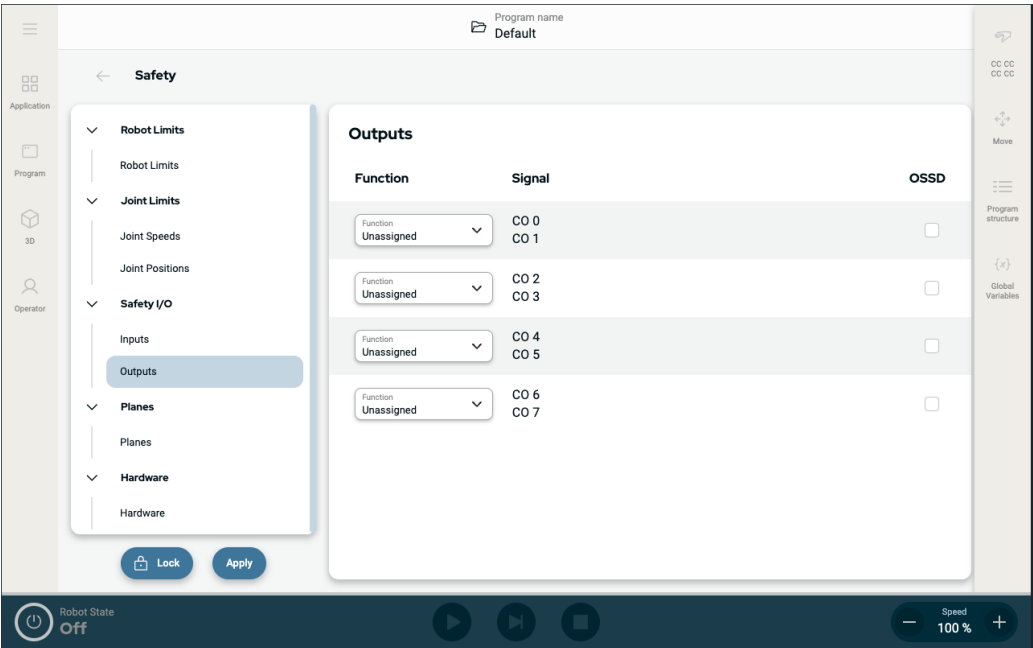 Program name
Default
Application
Program
3D
Operator
Safety
Robot Limits
Robot Limits
Joint Limits
Joint Speeds
Joint Positions
Safety I/O
Inputs
Outputs
Planes
Planes
Hardware
Hardware
Lock
Apply
Outputs
Function
Signal
OSSD
Function
Unassigned
CO 0
CO 1
Function
Unassigned
CO 2
CO 3
Function
Unassigned
CO 4
CO 5
Function
Unassigned
CO 6
CO 7
CC CC
CC CC
Move
Program
structure
{x}
Global
Variables
Robot State
Off
Speed
100 %